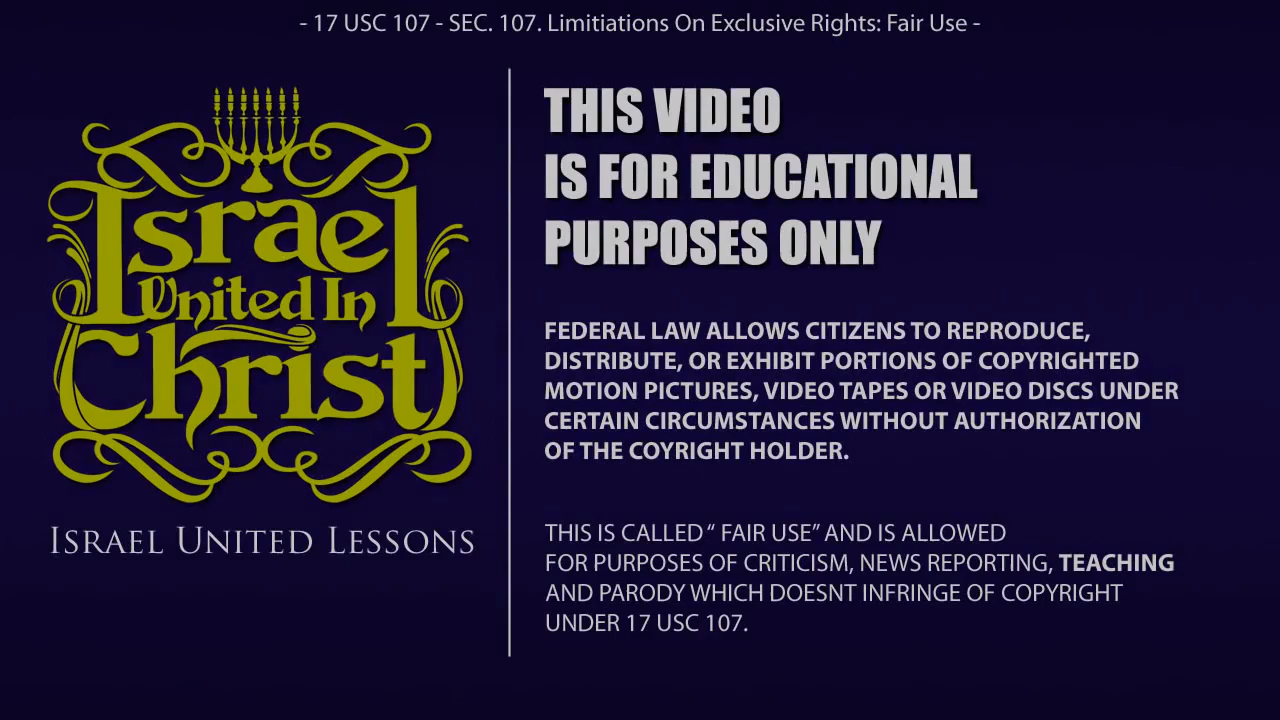 - 17 USC 107 - SEC. 107. Limitiations On Exclusive Rights: Fair Use -
Israel
United In
Christ
ISRAEL UNITED LESSONS
THIS VIDEO
IS FOR EDUCATIONAL
PURPOSES ONLY
FEDERAL LAW ALLOWS CITIZENS TO REPRODUCE,
DISTRIBUTE, OR EXHIBIT PORTIONS OF COPYRIGHTED
MOTION PICTURES, VIDEO TAPES OR VIDEO DISCS UNDER
CERTAIN CIRCUMSTANCES WITHOUT AUTHORIZATION
OF THE COYRIGHT HOLDER.
THIS IS CALLED “ FAIR USE” AND IS ALLOWED
FOR PURPOSES OF CRITICISM, NEWS REPORTING, TEACHING
AND PARODY WHICH DOESNT INFRINGE OF COPYRIGHT
UNDER 17 USC 107.